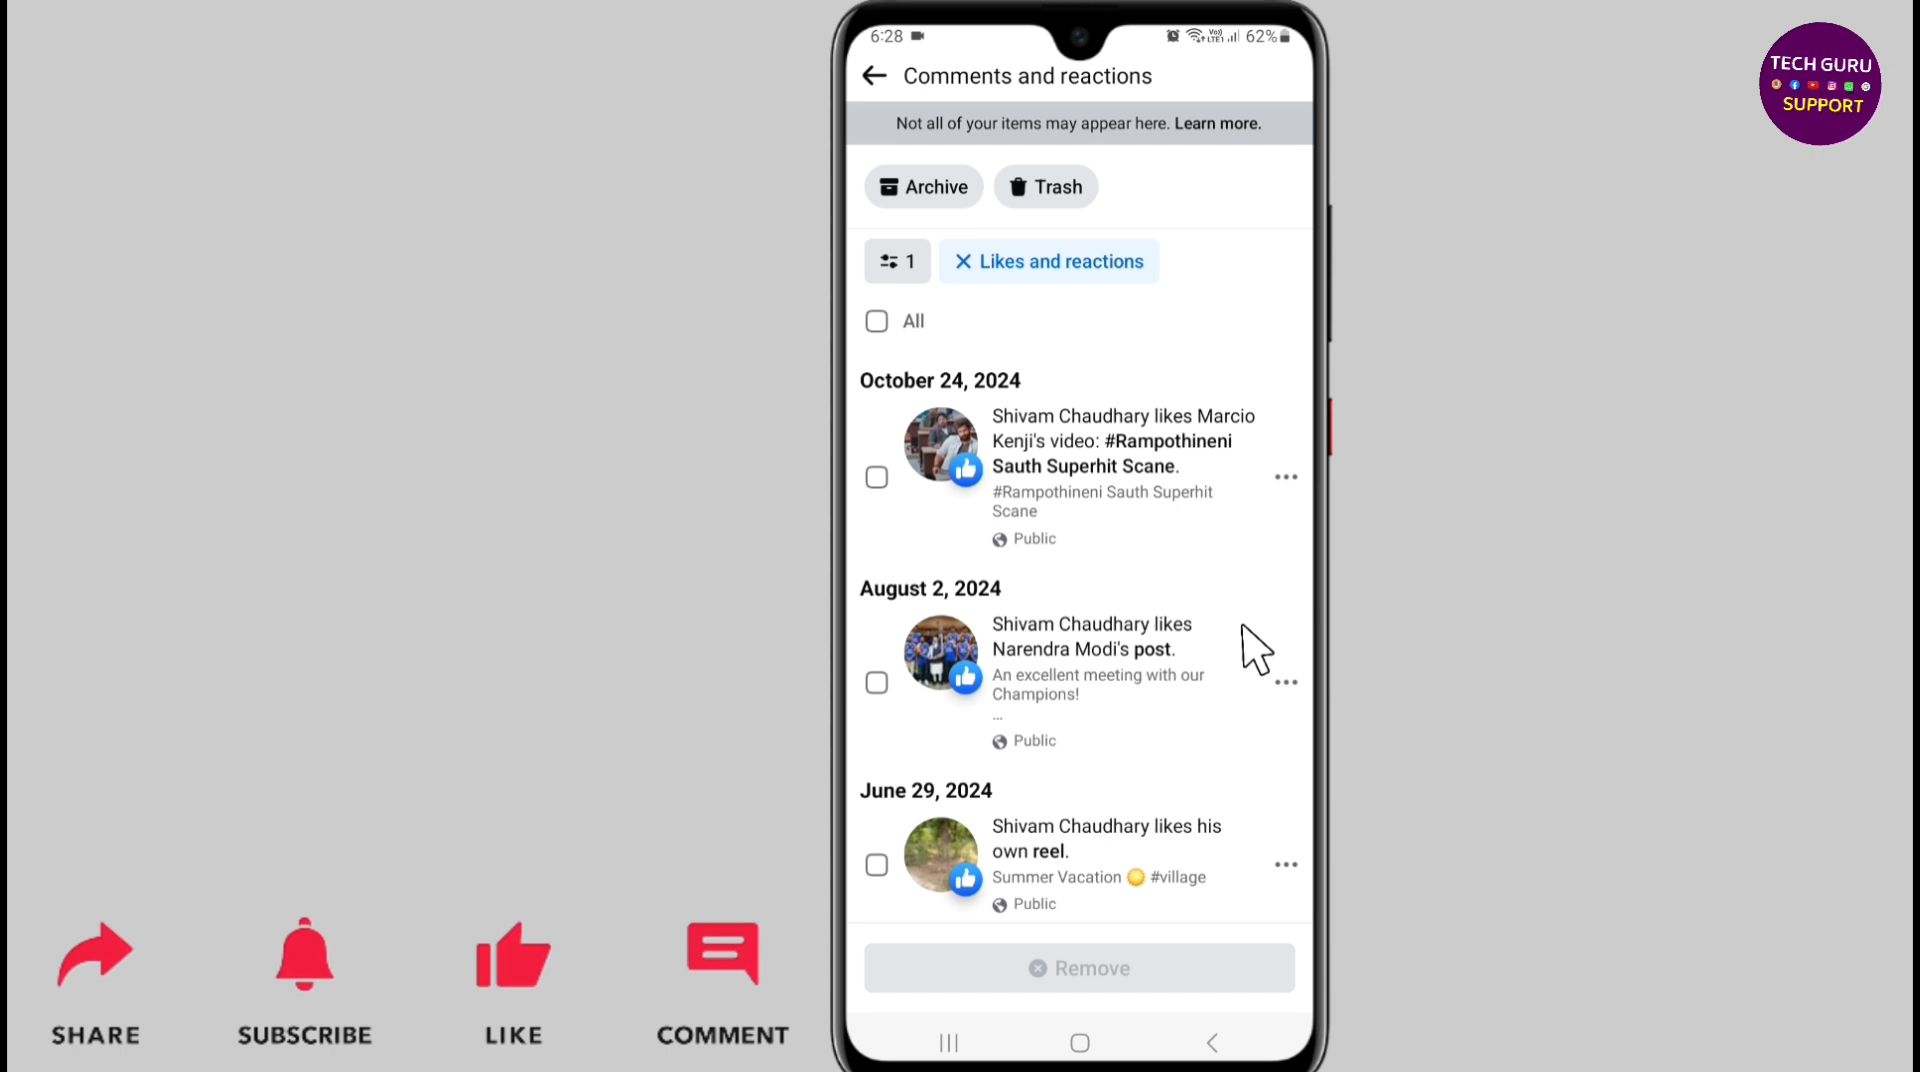 6:28
Vo)
LTE1
62%
TECH GURU
SUPPORT
Comments and reactions
Not all of your items may appear here. Learn more.
Archive
Trash
1
Likes and reactions
All
October 24, 2024
Shivam Chaudhary likes Marcio
Kenji's video: #Rampothineni
Sauth Superhit Scane.
#Rampothineni Sauth Superhit
Scane
Public
August 2, 2024
Shivam Chaudhary likes
Narendra Modi's post.
An excellent meeting with our
Champions!
...
Public
June 29, 2024
Shivam Chaudhary likes his
own reel.
Summer Vacation 🌞 #village
Public
Remove
SHARE
SUBSCRIBE
LIKE
COMMENT